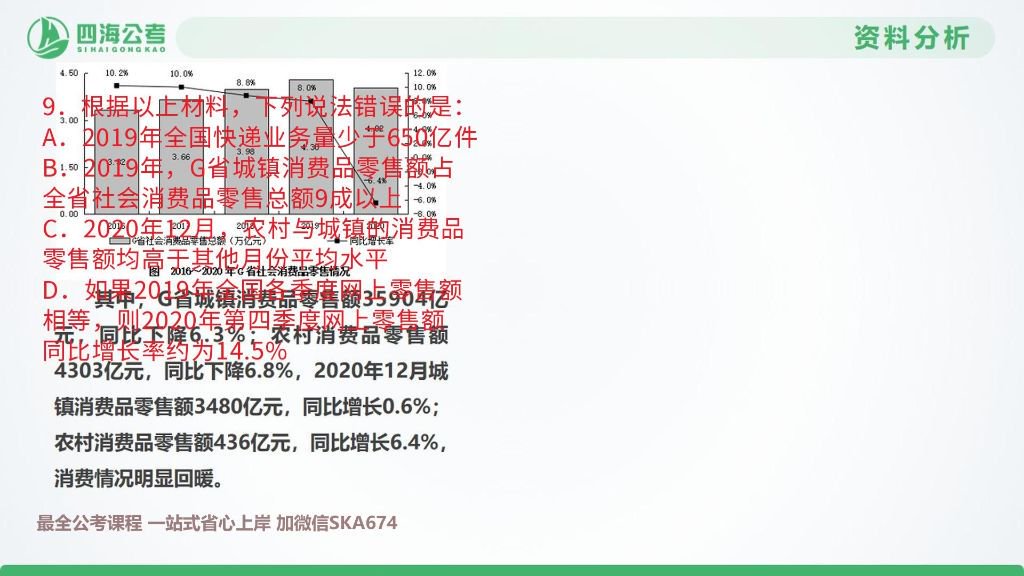 四海公考
SIHAIGONGKAO
资料分析
4.50
3.00
1.50
0.00
10.2%
10.0%
8.8%
8.0%
-6.4%
12.0%
10.0%
-4.0%
-6.0%
-8.0%
3.66
3.98
4.30
4.02
9．根据以上材料，下列说法错误的是：
A．2019年全国快递业务量少于650亿件
B．2019年，G省城镇消费品零售额占
全省社会消费品零售总额9成以上
C．2020年12月，农村与城镇的消费品
零售额均高于其他月份平均水平
D．如果2019年全国各季度网上零售额
相等，则2020年第四季度网上零售额
同比增长率约为14.5%
G省社会消费品零售总额（万亿元）
同比增长率
图 2016～2020年G省社会消费品零售情况
其中，G省城镇消费品零售额35904亿
元，同比下降6.3%；农村消费品零售额
4303亿元，同比下降6.8%，2020年12月城
镇消费品零售额3480亿元，同比增长0.6%；
农村消费品零售额436亿元，同比增长6.4%，
消费情况明显回暖。
最全公考课程 一站式省心上岸 加微信SKA674